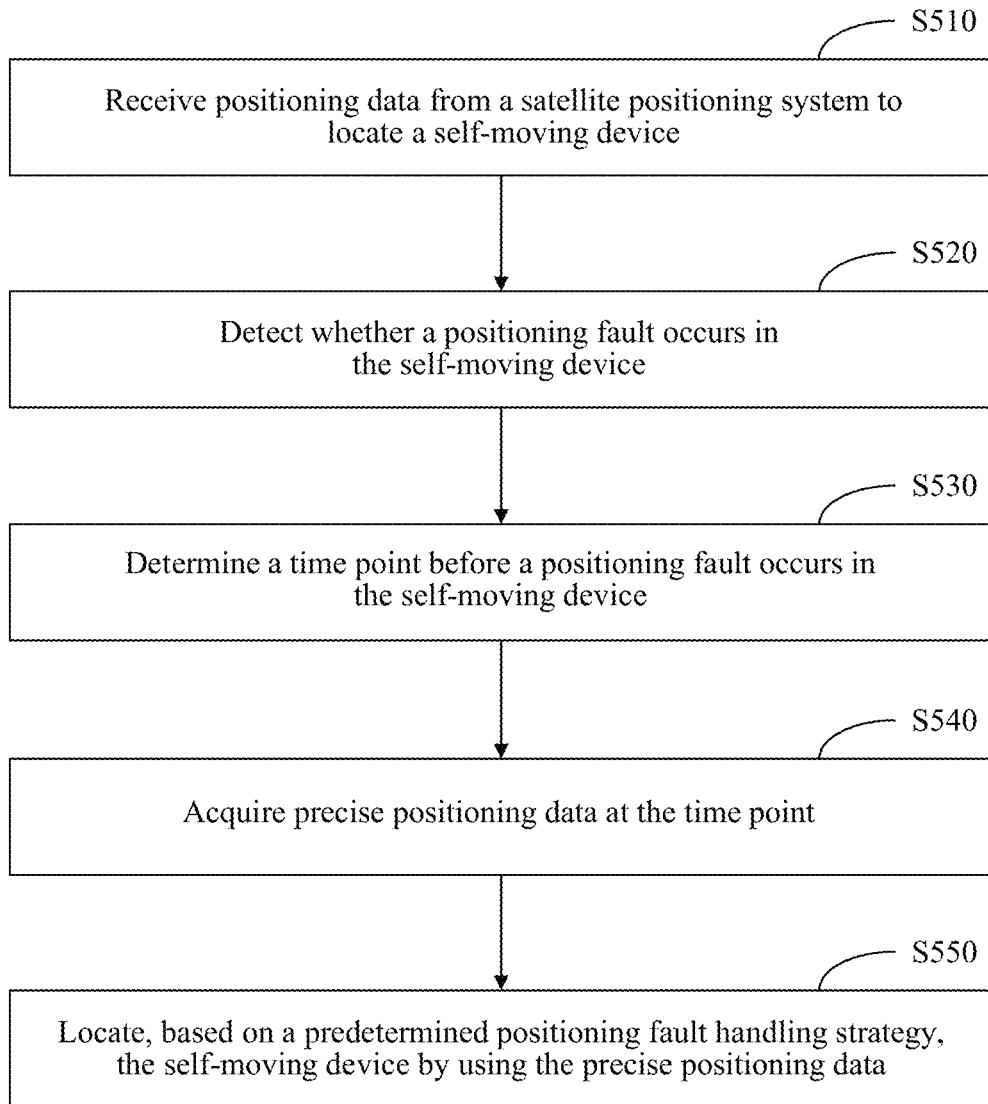 S510
Receive positioning data from a satellite positioning system to
locate a self-moving device
S520
Detect whether a positioning fault occurs in
the self-moving device
S530
Determine a time point before a positioning fault occurs in
the self-moving device
S540
Acquire precise positioning data at the time point
S550
Locate, based on a predetermined positioning fault handling strategy,
the self-moving device by using the precise positioning data